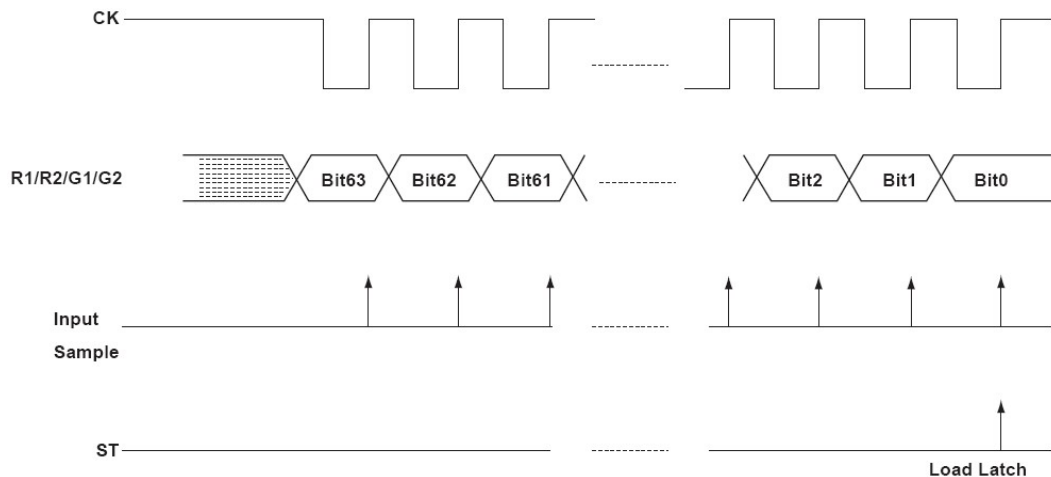 CK
R1/R2/G1/G2
Bit63 Bit62 Bit61 Bit2 Bit1 Bit0
Input
Sample
ST
Load Latch